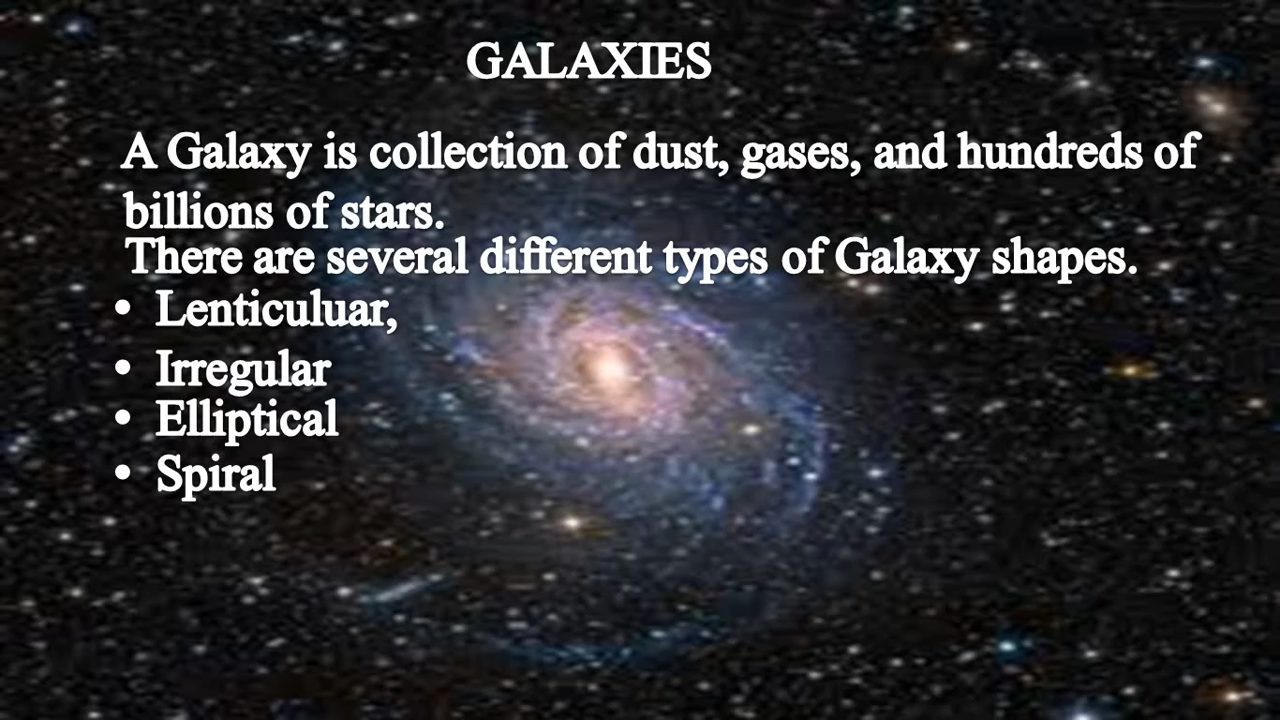 GALAXIES
A Galaxy is collection of dust, gases, and hundreds of
billions of stars.
There are several different types of Galaxy shapes.
• Lenticuluar,
• Irregular
• Elliptical
• Spiral